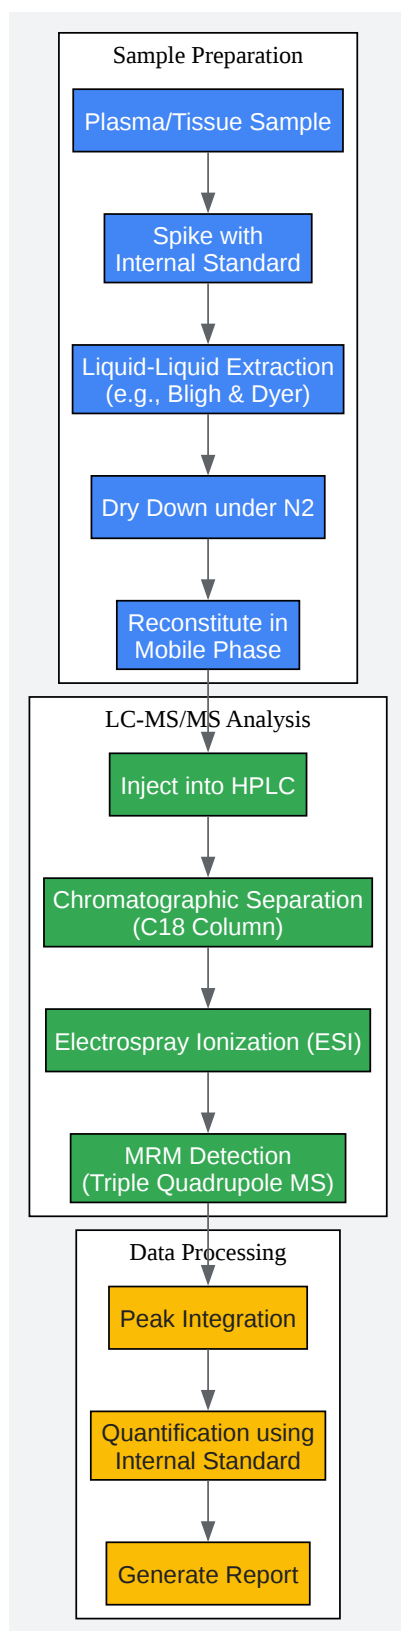 Sample Preparation
Plasma/Tissue Sample
Spike with
Internal Standard
Liquid-Liquid Extraction
(e.g., Bligh & Dyer)
Dry Down under N2
Reconstitute in
Mobile Phase
LC-MS/MS Analysis
Inject into HPLC
Chromatographic Separation
(C18 Column)
Electrospray Ionization (ESI)
MRM Detection
(Triple Quadrupole MS)
Data Processing
Peak Integration
Quantification using
Internal Standard
Generate Report